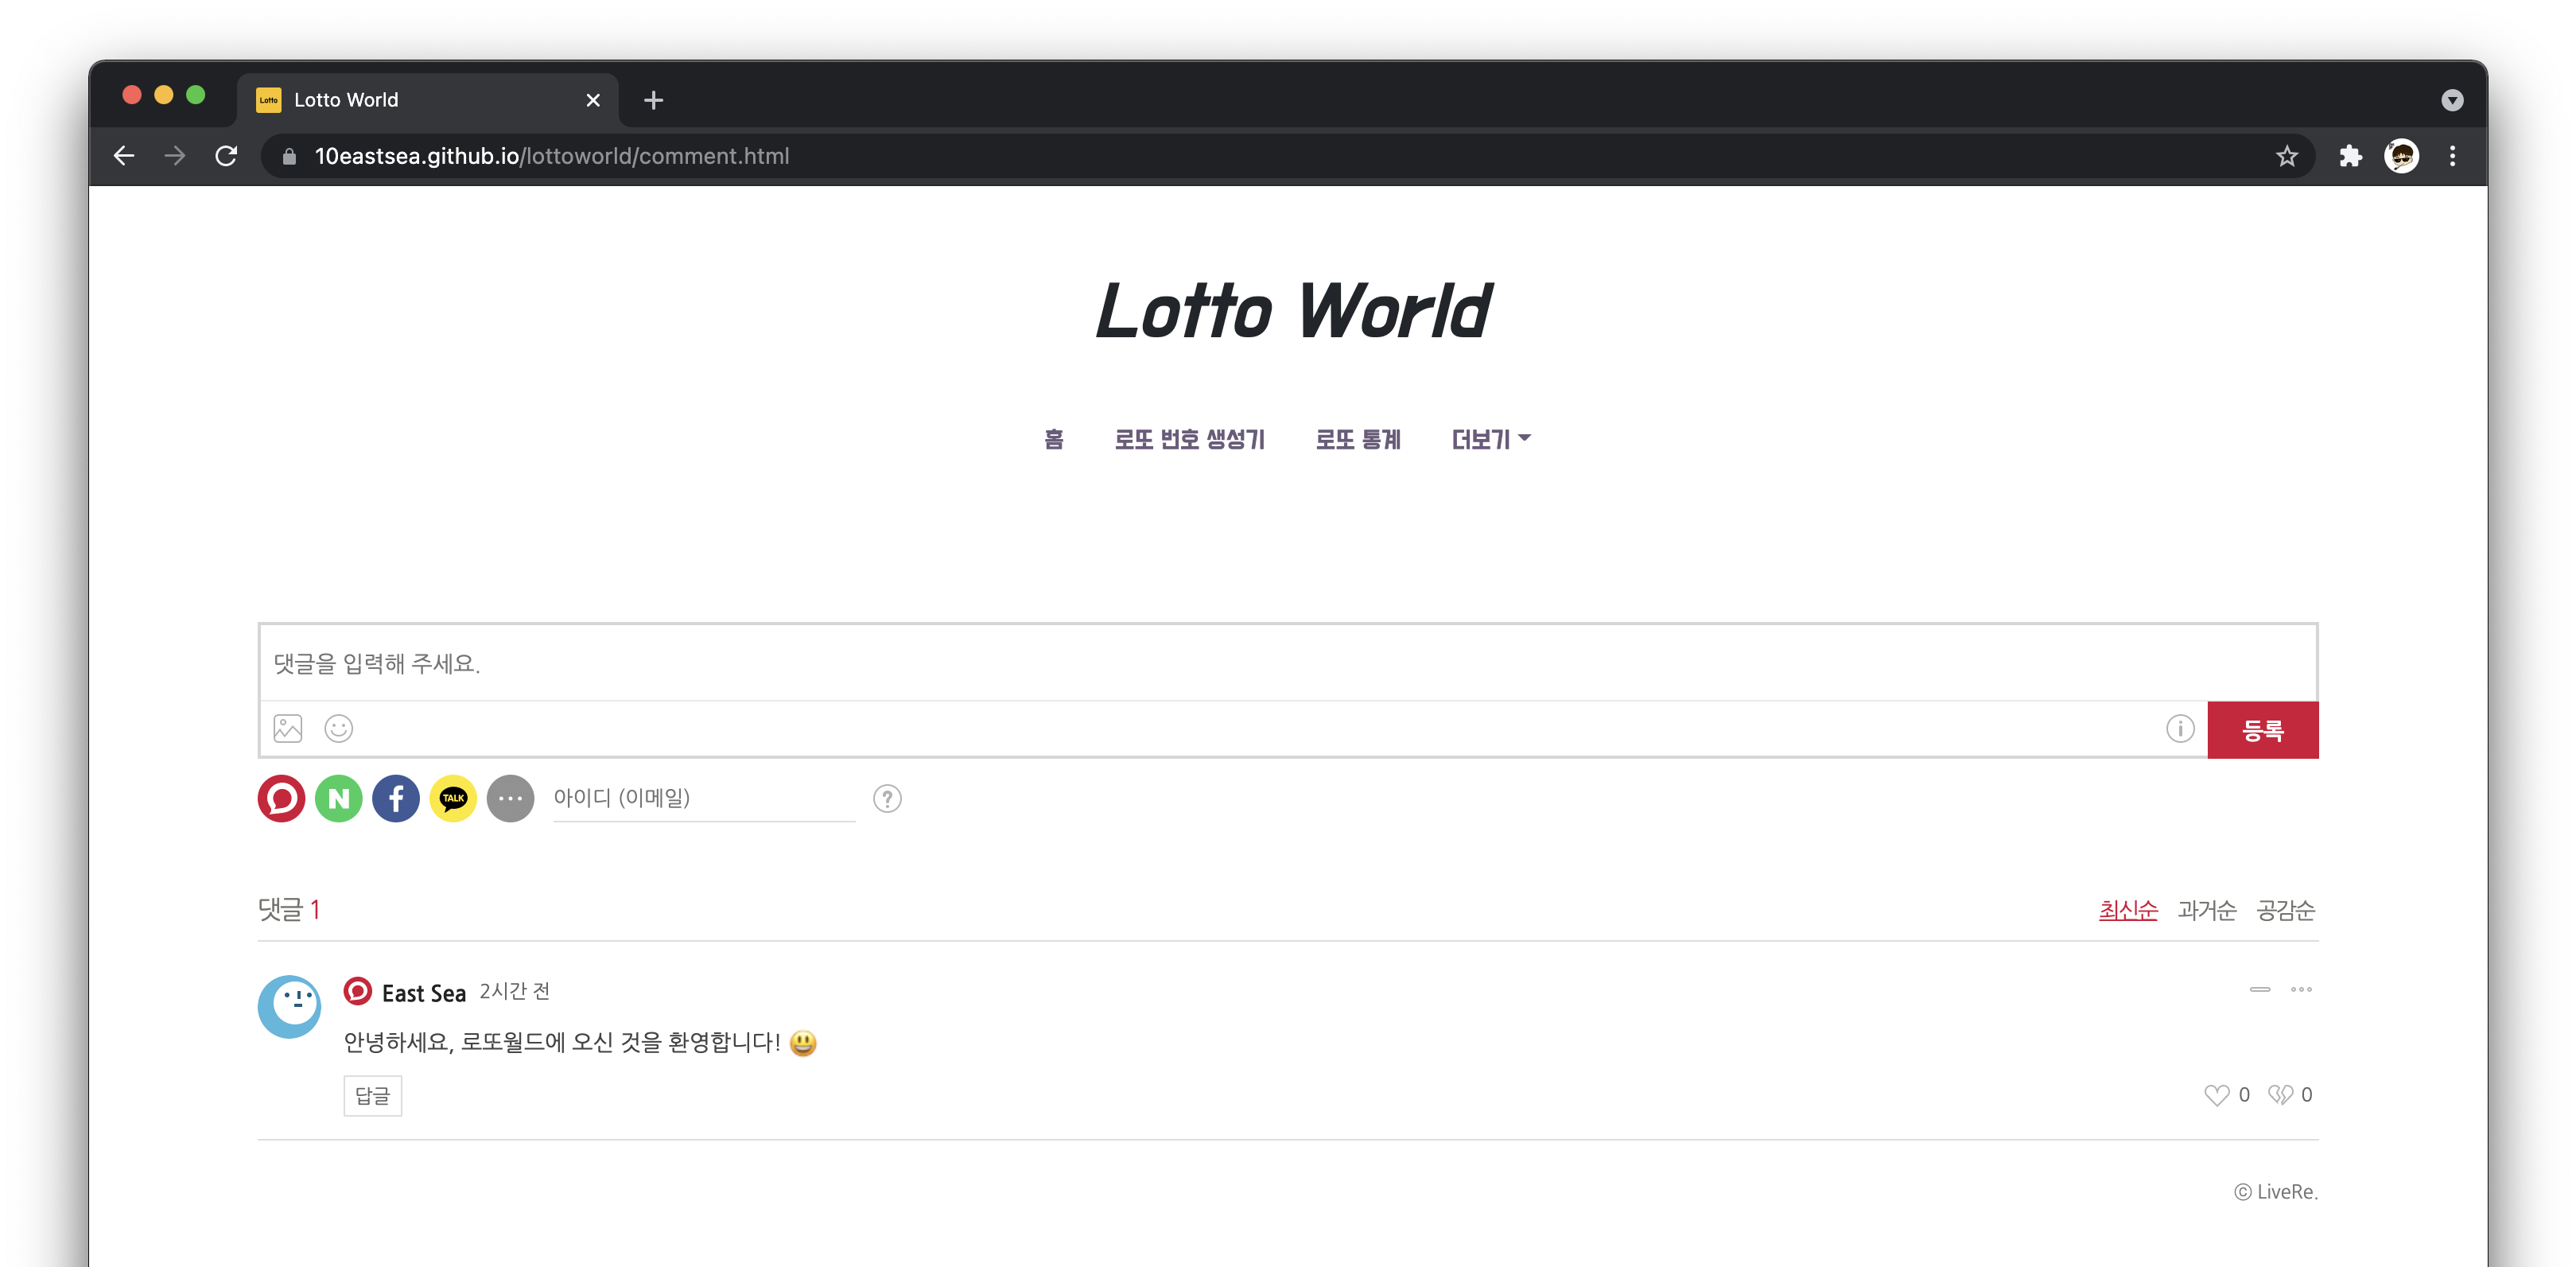 Lotto Lotto World
10eastsea.github.io/lottoworld/comment.html
Lotto World
홈 로또 번호 생성기 로또 통계 더보기
댓글을 입력해 주세요.
등록
N f TALK 아이디 (이메일) ?
댓글 1 최신순 과거순 공감순
East Sea 2시간 전
안녕하세요, 로또월드에 오신 것을 환영합니다! 😃
답글 0 0
ⓒ LiveRe.